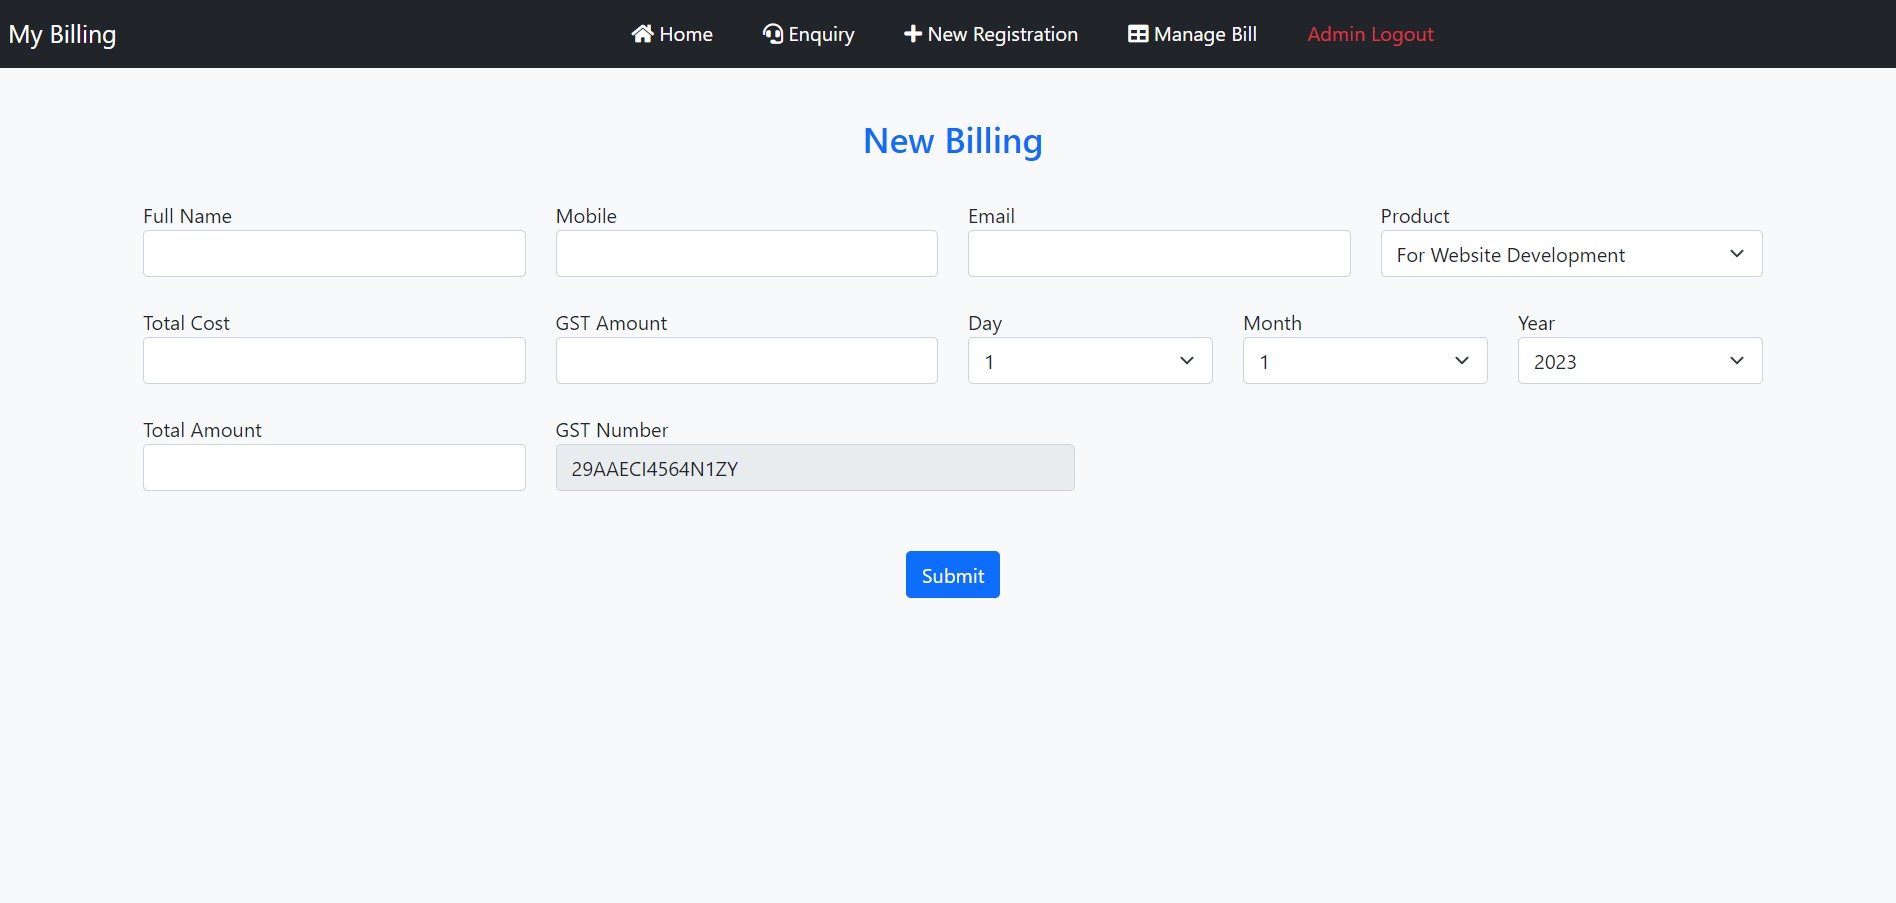 My Billing Home Enquiry New Registration Manage Bill Admin Logout
New Billing
Full Name Mobile Email Product
For Website Development
Total Cost GST Amount Day Month Year
1 1 2023
Total Amount GST Number
29AAECI4564N1ZY
Submit